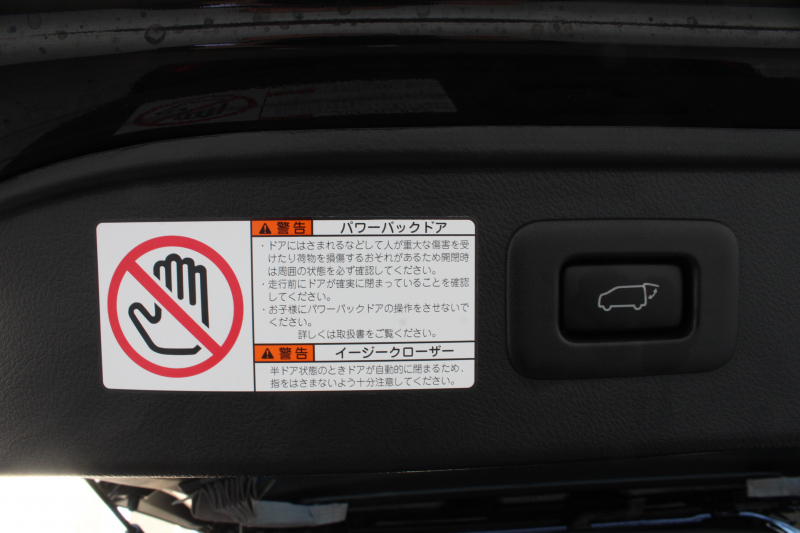 警告 パワーバックドア
・ドアにはさまれるなどして人が重大な傷害を受
けたり荷物を損傷するおそれがあるため開閉時
は周囲の状態を必ず確認してください。
・走行前にドアが確実に閉まっていることを確認
してください。
・お子様にパワーバックドアの操作をさせないで
ください。
詳しくは取扱書をご覧ください。
警告 イージークローザー
半ドア状態のときドアが自動的に閉まるため、
指をはさまないよう十分注意してください。